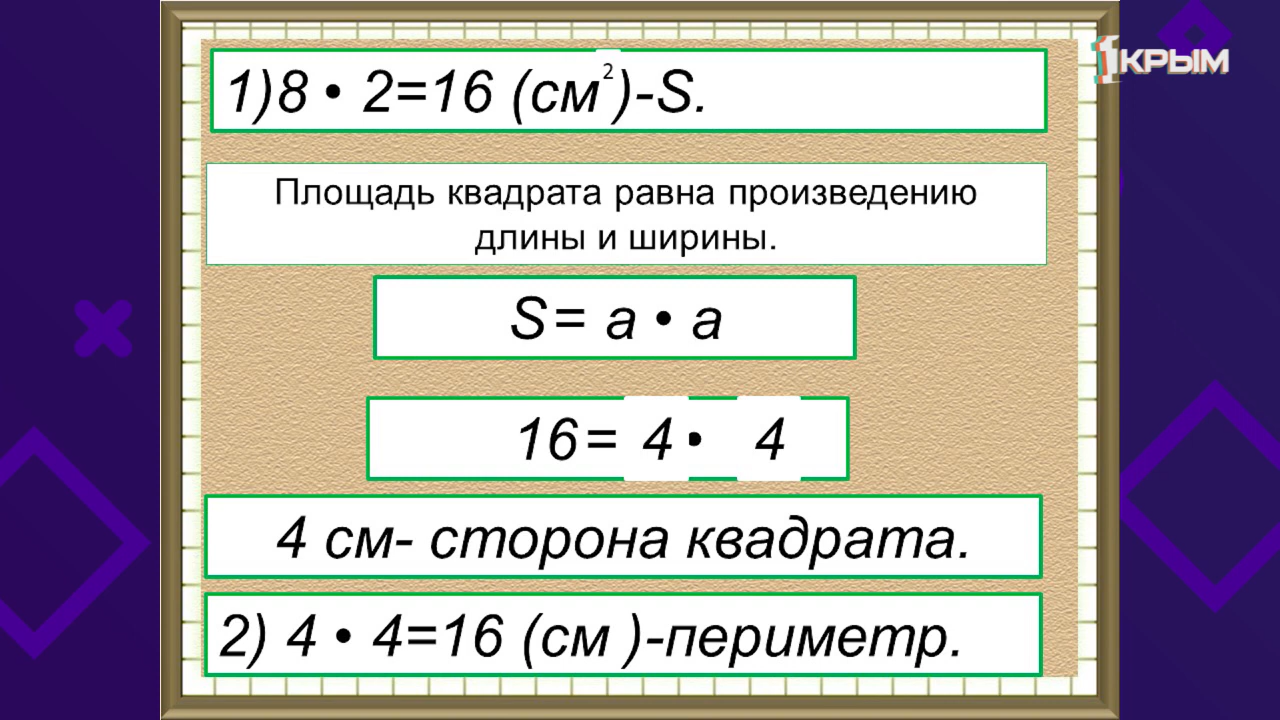 1КРЫМ
1)8 • 2=16 (см²)-S.
Площадь квадрата равна произведению
длины и ширины.
S= а • а
16= 4 • 4
4 см- сторона квадрата.
2) 4 • 4=16 (см )-периметр.